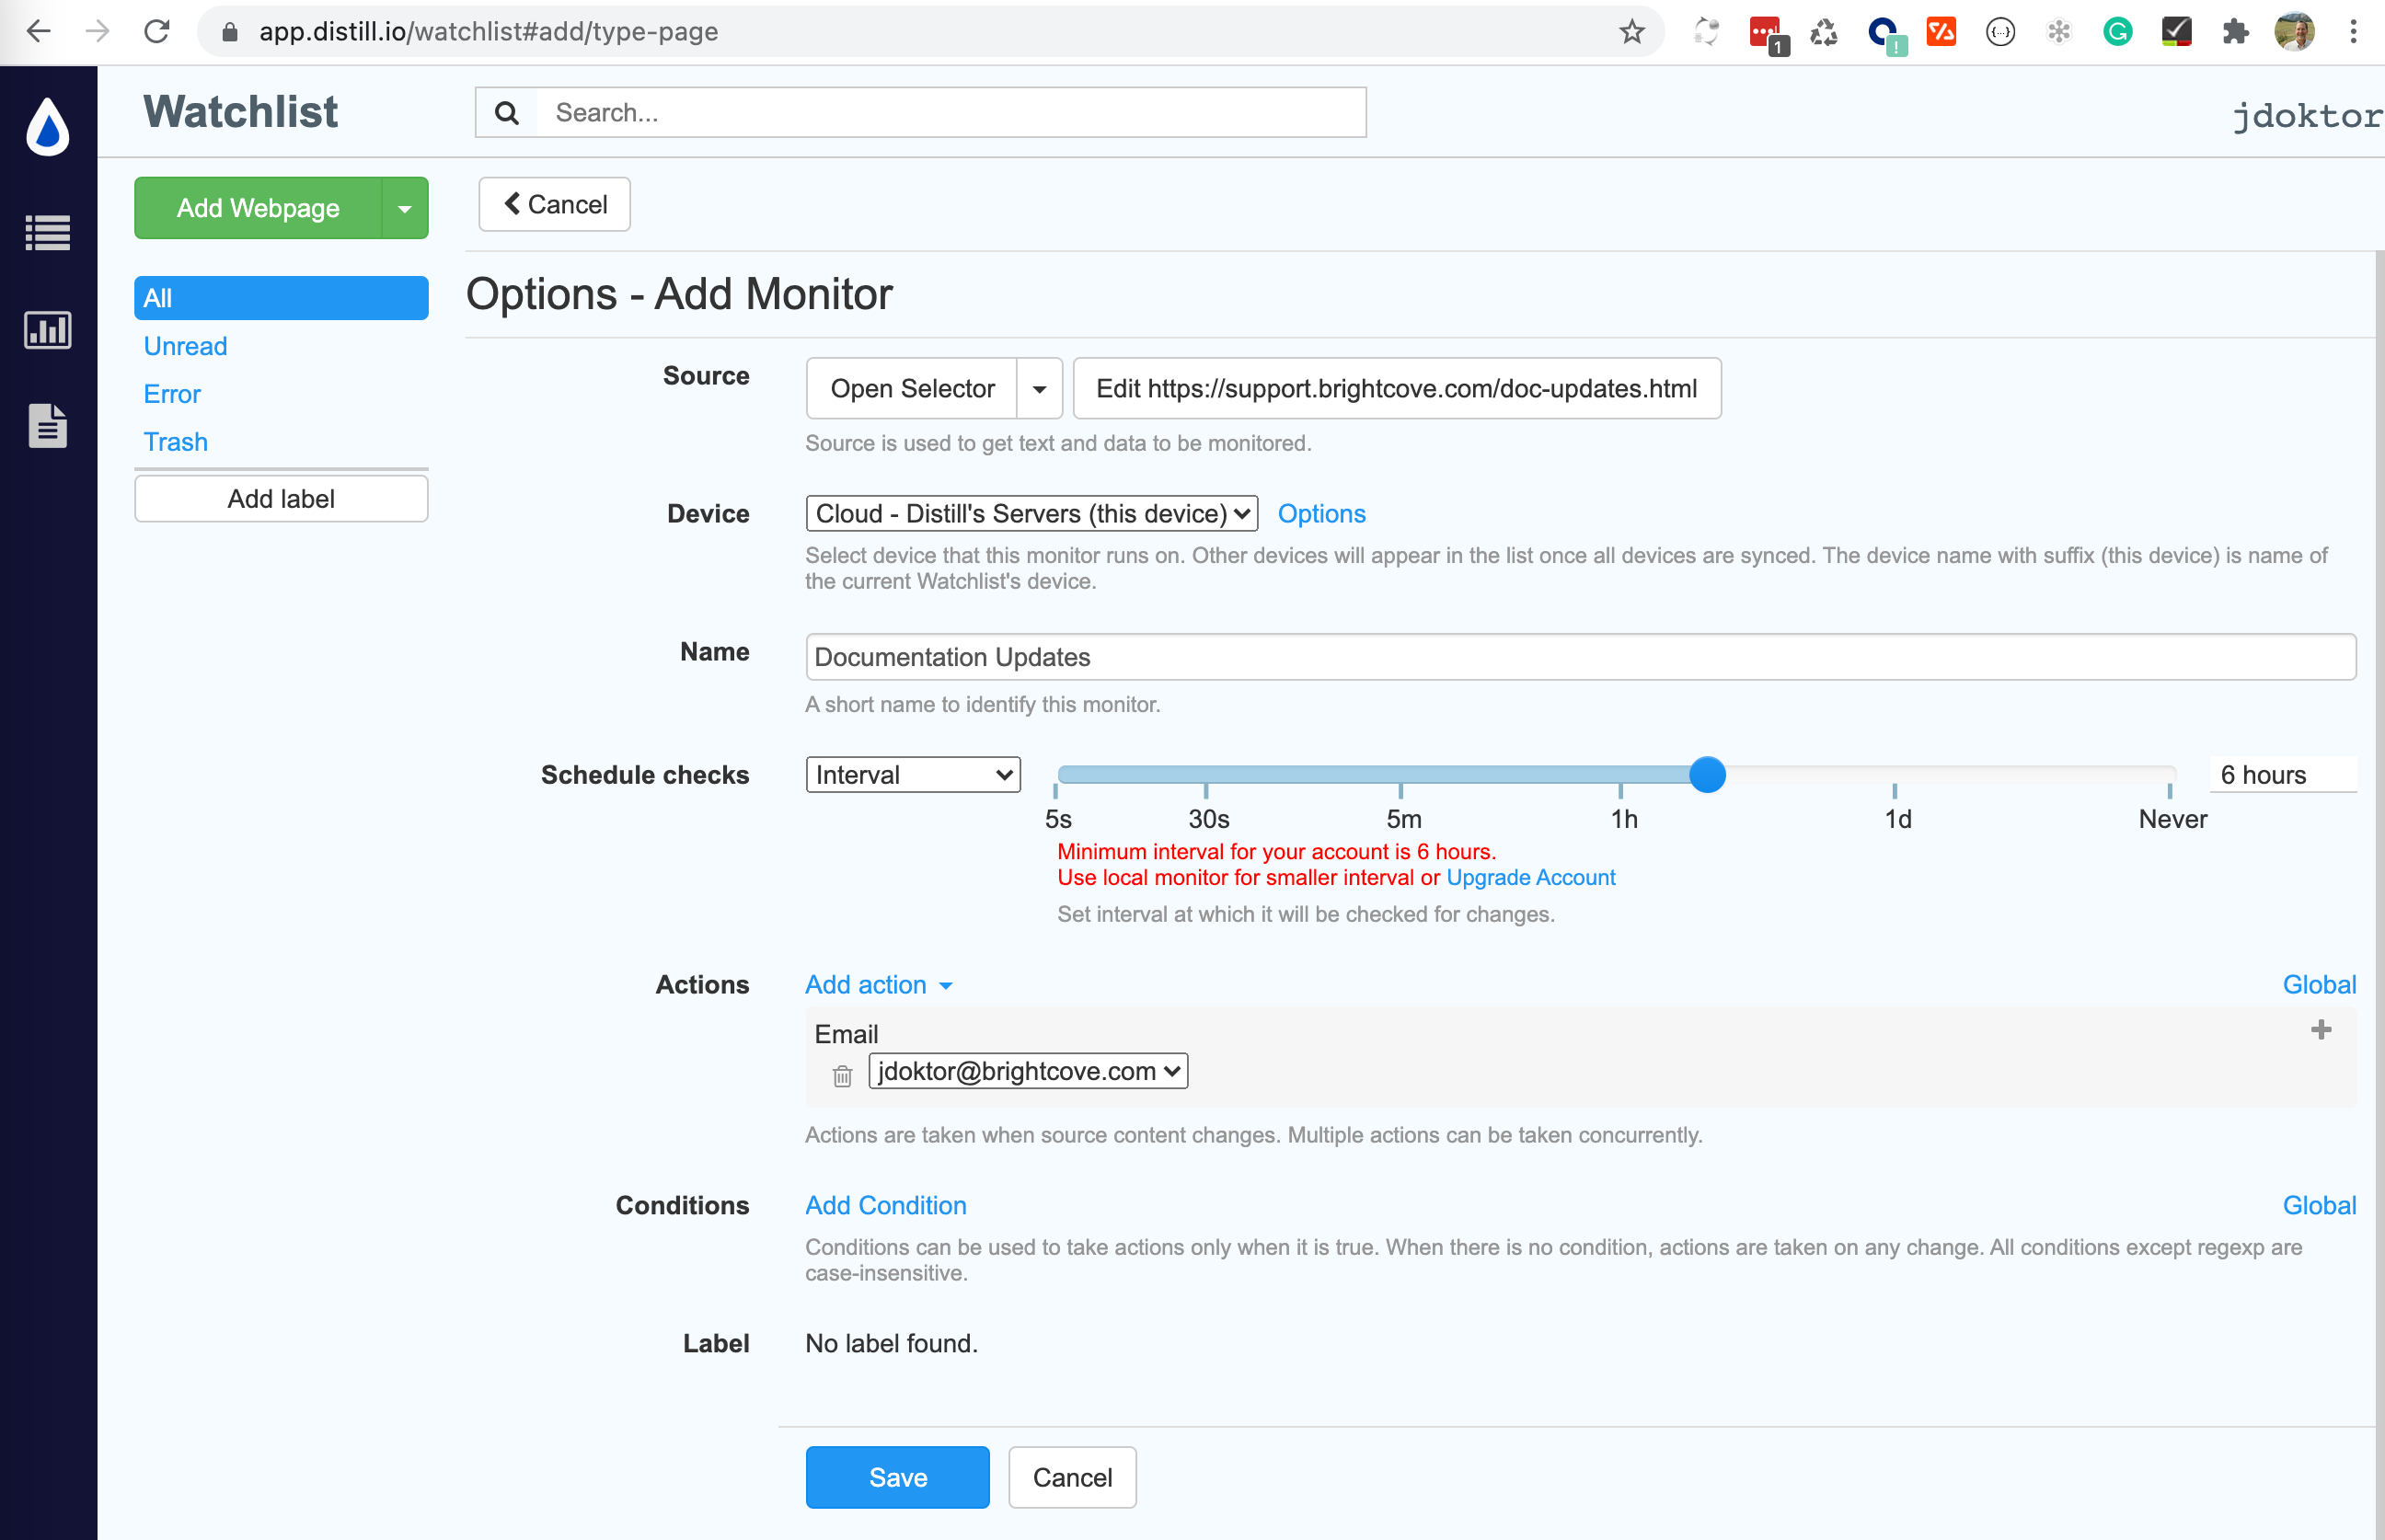 app.distill.io/watchlist#add/type-page
1
!
{...}
G
Watchlist
Search...
jdoktor
Add Webpage
Cancel
All
Unread
Error
Trash
Add label
Options - Add Monitor
Source
Open Selector
Edit https://support.brightcove.com/doc-updates.html
Source is used to get text and data to be monitored.
Device
Cloud - Distill's Servers (this device)
Options
Select device that this monitor runs on. Other devices will appear in the list once all devices are synced. The device name with suffix (this device) is name of
the current Watchlist's device.
Name
Documentation Updates
A short name to identify this monitor.
Schedule checks
Interval
6 hours
5s
30s
5m
1h
1d
Never
Minimum interval for your account is 6 hours.
Use local monitor for smaller interval or Upgrade Account
Set interval at which it will be checked for changes.
Actions
Add action
Global
Email
jdoktor@brightcove.com
Actions are taken when source content changes. Multiple actions can be taken concurrently.
Conditions
Add Condition
Global
Conditions can be used to take actions only when it is true. When there is no condition, actions are taken on any change. All conditions except regexp are
case-insensitive.
Label
No label found.
Save
Cancel